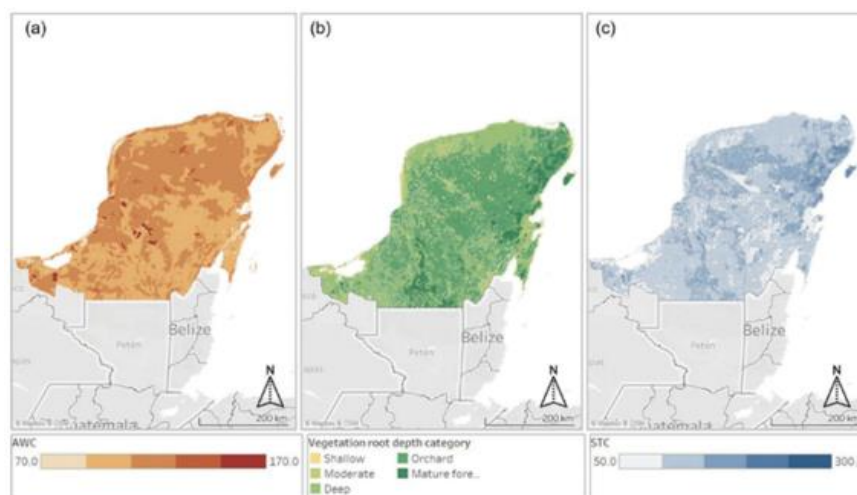 (a)
(b)
(c)
Belize
Belize
Belize
Petén
Petén
Petén
N
N
N
200 km
200 km
200 km
Guatemala
AWC
70.0
170.0
Vegetation root depth category
Shallow
Orchard
Moderate
Mature fore..
Deep
STC
50.0
300.